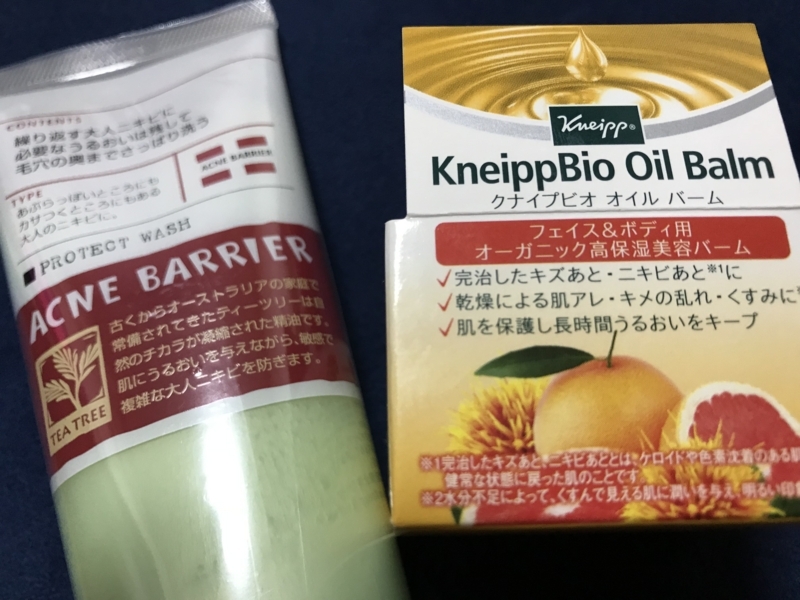 CONTENTS
繰り返す大人ニキビに
必要なうるおいは残して
毛穴の奥までさっぱり洗う
ACNE BARRIER
TYPE
あぶらっぽいところにも
カサつくところにもある
大人のニキビに。
PROTECT WASH
ACNE BARRIER
古くからオーストラリアの家庭で
常備されてきたティーツリーは自
然のチカラが凝縮された精油です。
肌にうるおいを与えながら、敏感で
複雑な大人ニキビを防ぎます。
TEA TREE
Kneipp®
KneippBio Oil Balm
クナイプビオ オイル バーム
フェイス&ボディ用
オーガニック高保湿美容バーム
✓完治したキズあと・ニキビあと※1に
✓乾燥による肌アレ・キメの乱れ・くすみに
✓肌を保護し長時間うるおいをキープ
※1完治したキズあと、ニキビあととは、ケロイドや色素沈着のある肌
健常な状態に戻った肌のことです
※2水分不足によって、くすんで見える肌に潤いを与え、明るい印象